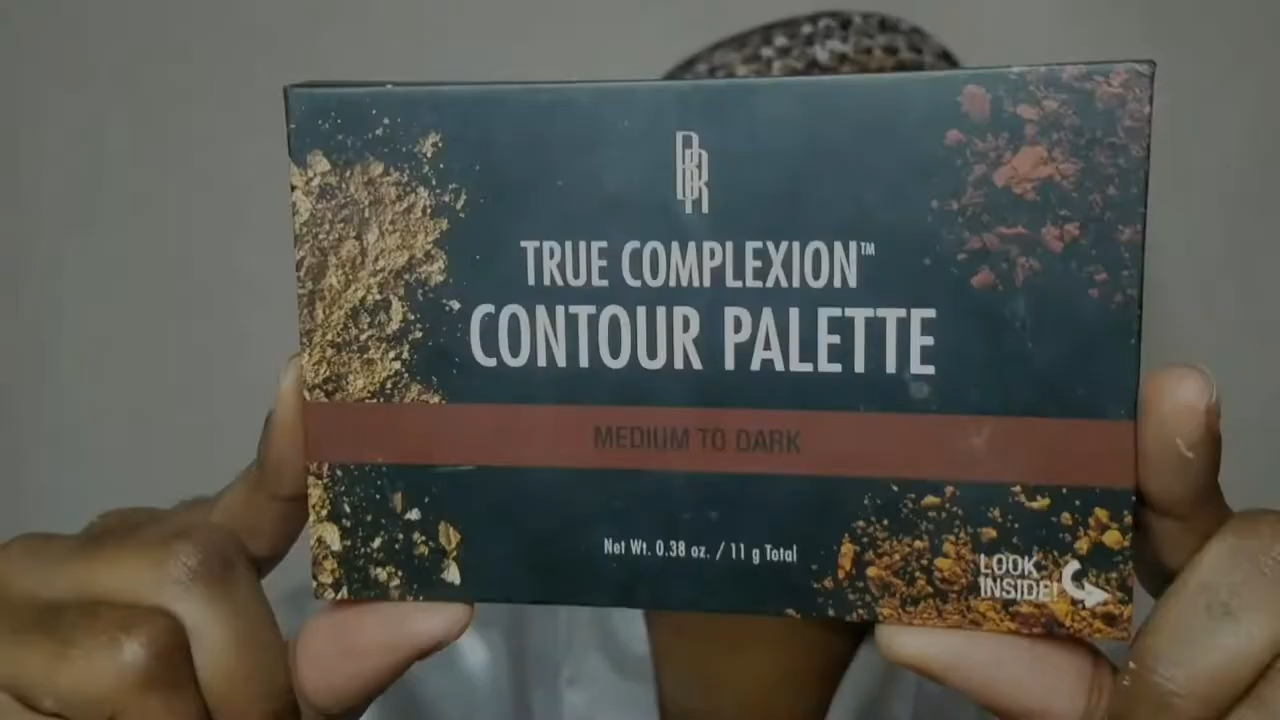 BR
TRUE COMPLEXION™
CONTOUR PALETTE
MEDIUM TO DARK
Net Wt. 0.38 oz. / 11 g Total
LOOK
INSIDE!